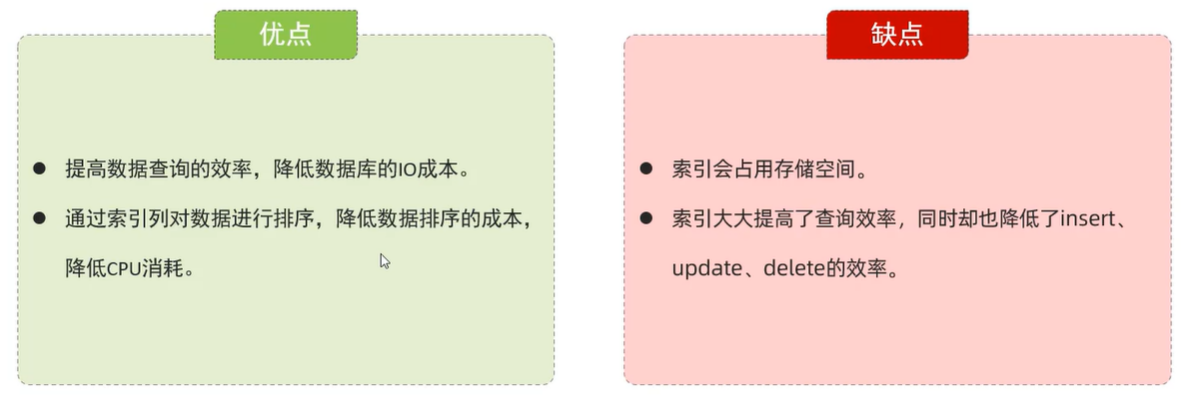 优点
● 提高数据查询的效率，降低数据库的IO成本。
● 通过索引列对数据进行排序，降低数据排序的成本，
降低CPU消耗。
缺点
● 索引会占用存储空间。
● 索引大大提高了查询效率，同时却也降低了insert、
update、delete的效率。